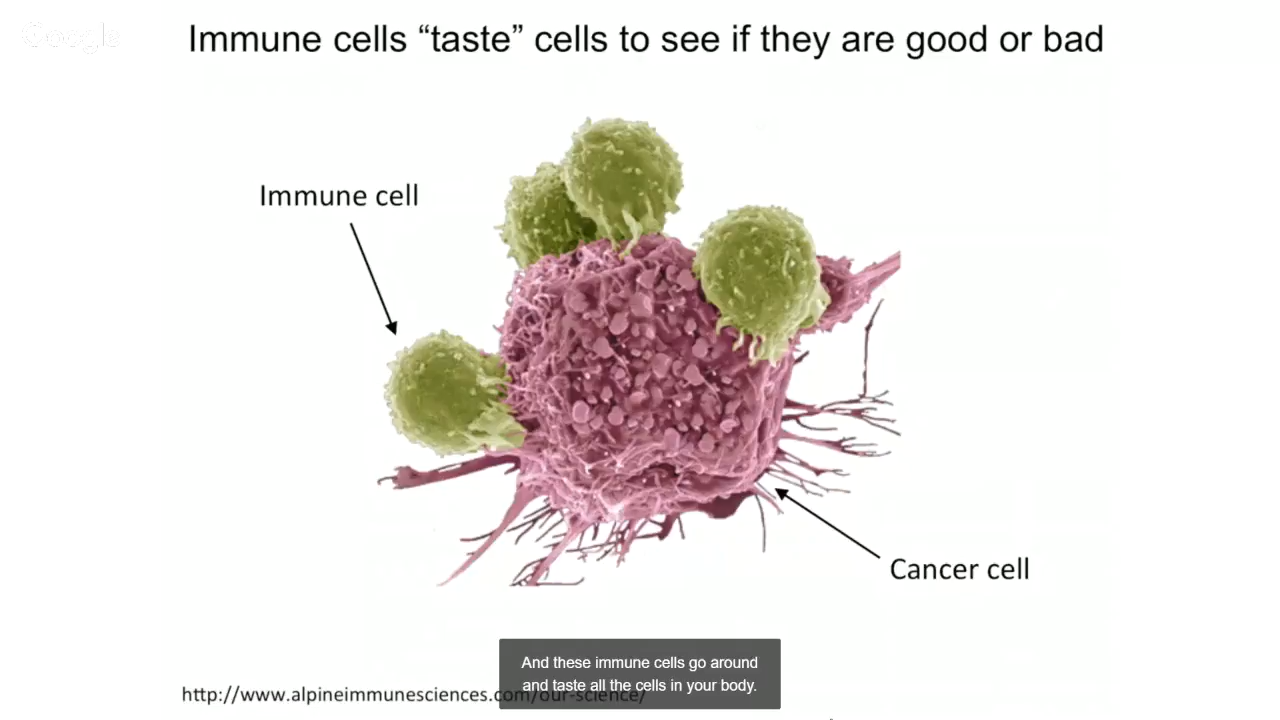 Google
Immune cells “taste” cells to see if they are good or bad
Immune cell
Cancer cell
And these immune cells go around
and taste all the cells in your body.
http://www.alpineimmunesciences.com/our-science/